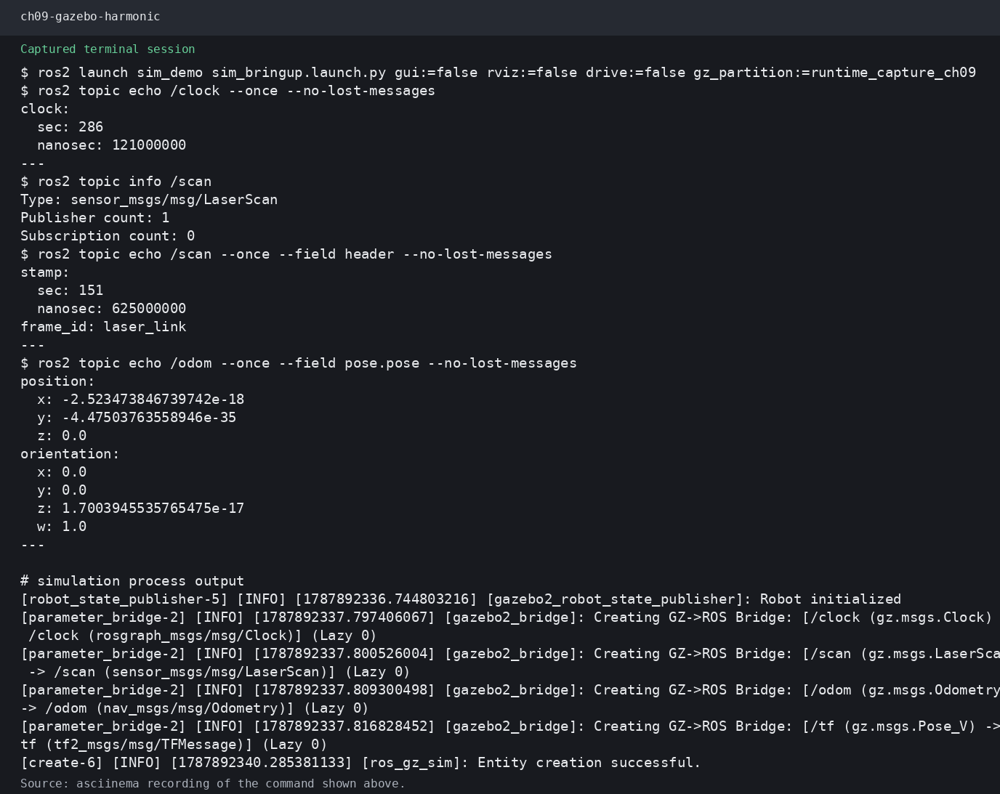 ch09-gazebo-harmonic
Captured terminal session
$ ros2 launch sim_demo sim_bringup.launch.py gui:=false rviz:=false drive:=false gz_partition:=runtime_capture_ch09
$ ros2 topic echo /clock --once --no-lost-messages
clock:
  sec: 286
  nanosec: 121000000
---
$ ros2 topic info /scan
Type: sensor_msgs/msg/LaserScan
Publisher count: 1
Subscription count: 0
$ ros2 topic echo /scan --once --field header --no-lost-messages
stamp:
  sec: 151
  nanosec: 625000000
frame_id: laser_link
---
$ ros2 topic echo /odom --once --field pose.pose --no-lost-messages
position:
  x: -2.523473846739742e-18
  y: -4.47503763558946e-35
  z: 0.0
orientation:
  x: 0.0
  y: 0.0
  z: 1.7003945535765475e-17
  w: 1.0
---
# simulation process output
[robot_state_publisher-5] [INFO] [1787892336.744803216] [gazebo2_robot_state_publisher]: Robot initialized
[parameter_bridge-2] [INFO] [1787892337.797406067] [gazebo2_bridge]: Creating GZ->ROS Bridge: [/clock (gz.msgs.Clock)
 /clock (rosgraph_msgs/msg/Clock)] (Lazy 0)
[parameter_bridge-2] [INFO] [1787892337.800526004] [gazebo2_bridge]: Creating GZ->ROS Bridge: [/scan (gz.msgs.LaserSca
 -> /scan (sensor_msgs/msg/LaserScan)] (Lazy 0)
[parameter_bridge-2] [INFO] [1787892337.809300498] [gazebo2_bridge]: Creating GZ->ROS Bridge: [/odom (gz.msgs.Odometry
-> /odom (nav_msgs/msg/Odometry)] (Lazy 0)
[parameter_bridge-2] [INFO] [1787892337.816828452] [gazebo2_bridge]: Creating GZ->ROS Bridge: [/tf (gz.msgs.Pose_V) ->
tf (tf2_msgs/msg/TFMessage)] (Lazy 0)
[create-6] [INFO] [1787892340.285381133] [ros_gz_sim]: Entity creation successful.
Source: asciinema recording of the command shown above.